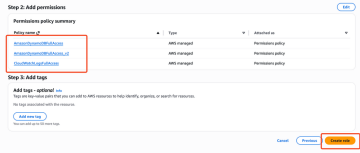 Step 2: Add permissions
Edit
Permissions policy summary
Policy name
Type
Attached as
AmazonDynamoDBFullAccess
AWS managed
Permissions policy
AmazonDynamoDBFullAccess_v2
AWS managed
Permissions policy
CloudWatchLogsFullAccess
AWS managed
Permissions policy
Step 3: Add tags
Add tags - optional Info
Tags are key-value pairs that you can add to AWS resources to help identify, organize, or search for resources.
No tags associated with the resource.
Add new tag
You can add up to 50 more tags.
Cancel
Previous
Create role